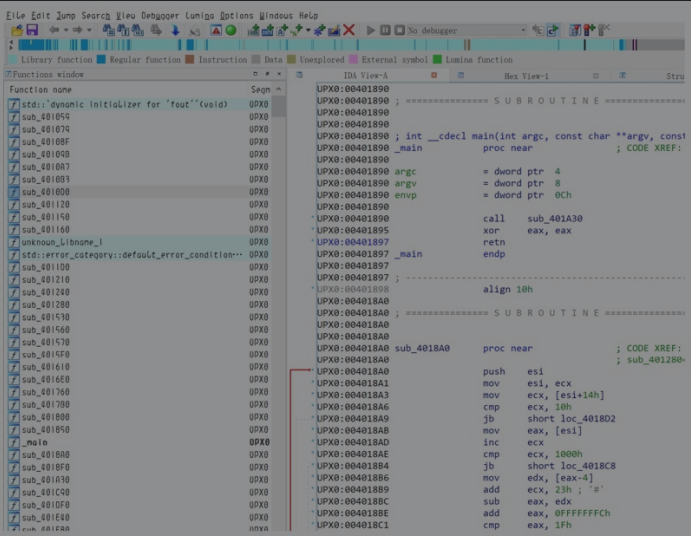 File Edit Jump Search View Debugger Lumina Options Windows Help
No debugger
Library function Regular function Instruction Data Unexplored External symbol Lumina function
Functions window
Function name Segm
std::`dynamic initializer for 'fout''(void) UPX0
sub_401059 UPX0
sub_401079 UPX0
sub_40108F UPX0
sub_40109B UPX0
sub_4010A7 UPX0
sub_4010B3 UPX0
sub_4010D0 UPX0
sub_401120 UPX0
sub_401150 UPX0
sub_401160 UPX0
unknown_libname_1 UPX0
std::error_category::default_error_condition… UPX0
sub_4011D0 UPX0
sub_401210 UPX0
sub_401240 UPX0
sub_401280 UPX0
sub_401530 UPX0
sub_401560 UPX0
sub_401570 UPX0
sub_4015F0 UPX0
sub_401610 UPX0
sub_4016E0 UPX0
sub_401760 UPX0
sub_4017B0 UPX0
sub_401800 UPX0
sub_401850 UPX0
_main UPX0
sub_4018A0 UPX0
sub_4018F0 UPX0
sub_401A30 UPX0
sub_401C90 UPX0
sub_401DF0 UPX0
sub_401E40 UPX0
sub_401E80 UPX0
IDA View-A Hex View-1 Stru
UPX0:00401890
UPX0:00401890 ; =============== S U B R O U T I N E ===============
UPX0:00401890
UPX0:00401890
UPX0:00401890 ; int __cdecl main(int argc, const char **argv, const
UPX0:00401890 _main proc near ; CODE XREF:
UPX0:00401890
UPX0:00401890 argc = dword ptr 4
UPX0:00401890 argv = dword ptr 8
UPX0:00401890 envp = dword ptr 0Ch
UPX0:00401890
UPX0:00401890 call sub_401A30
UPX0:00401895 xor eax, eax
UPX0:00401897 retn
UPX0:00401897 _main endp
UPX0:00401897
UPX0:00401897 ; ---------------------------------------
UPX0:00401898 align 10h
UPX0:004018A0
UPX0:004018A0 ; =============== S U B R O U T I N E ===============
UPX0:004018A0
UPX0:004018A0
UPX0:004018A0 sub_4018A0 proc near ; CODE XREF:
UPX0:004018A0 ; sub_401280
UPX0:004018A0 push esi
UPX0:004018A1 mov esi, ecx
UPX0:004018A3 mov ecx, [esi+14h]
UPX0:004018A6 cmp ecx, 10h
UPX0:004018A9 jb short loc_4018D2
UPX0:004018AB mov eax, [esi]
UPX0:004018AD inc ecx
UPX0:004018AE cmp ecx, 1000h
UPX0:004018B4 jb short loc_4018C8
UPX0:004018B6 mov edx, [eax-4]
UPX0:004018B9 add ecx, 23h ; '#'
UPX0:004018BC sub eax, edx
UPX0:004018BE add eax, 0FFFFFFFCh
UPX0:004018C1 cmp eax, 1Fh